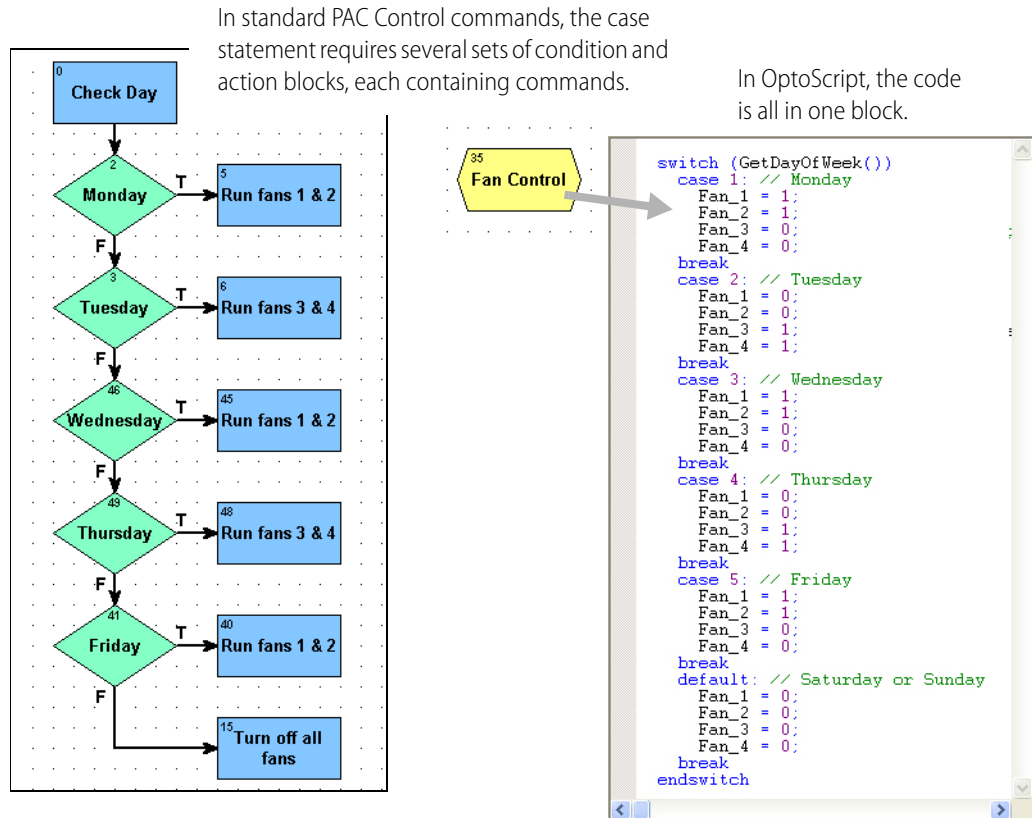 In standard PAC Control commands, the case
statement requires several sets of condition and
action blocks, each containing commands.
0
Check Day
2
Monday
T
5
Run fans 1 & 2
F
3
Tuesday
T
6
Run fans 3 & 4
F
46
Wednesday
T
45
Run fans 1 & 2
F
49
Thursday
T
48
Run fans 3 & 4
F
41
Friday
T
40
Run fans 1 & 2
F
15
Turn off all
fans
In OptoScript, the code
is all in one block.
35
Fan Control
switch (GetDayOfWeek())
case 1: // Monday
Fan_1 = 1;
Fan_2 = 1;
Fan_3 = 0;
Fan_4 = 0;
break
case 2: // Tuesday
Fan_1 = 0;
Fan_2 = 0;
Fan_3 = 1;
Fan_4 = 1;
break
case 3: // Wednesday
Fan_1 = 1;
Fan_2 = 1;
Fan_3 = 0;
Fan_4 = 0;
break
case 4: // Thursday
Fan_1 = 0;
Fan_2 = 0;
Fan_3 = 1;
Fan_4 = 1;
break
case 5: // Friday
Fan_1 = 1;
Fan_2 = 1;
Fan_3 = 0;
Fan_4 = 0;
break
default: // Saturday or Sunday
Fan_1 = 0;
Fan_2 = 0;
Fan_3 = 0;
Fan_4 = 0;
break
endswitch